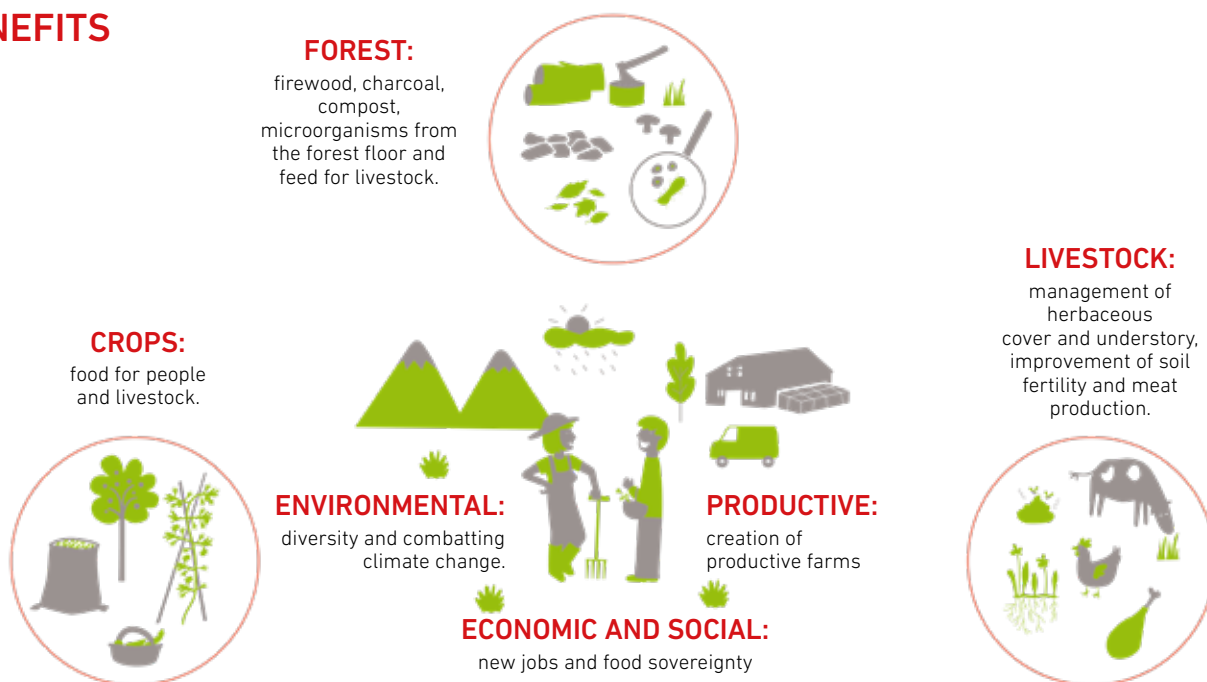 NEFITS
FOREST:
firewood, charcoal,
compost,
microorganisms from
the forest floor and
feed for livestock.
LIVESTOCK:
management of
herbaceous
cover and understory,
improvement of soil
fertility and meat
production.
CROPS:
food for people
and livestock.
ENVIRONMENTAL:
diversity and combatting
climate change.
PRODUCTIVE:
creation of
productive farms
ECONOMIC AND SOCIAL:
new jobs and food sovereignty